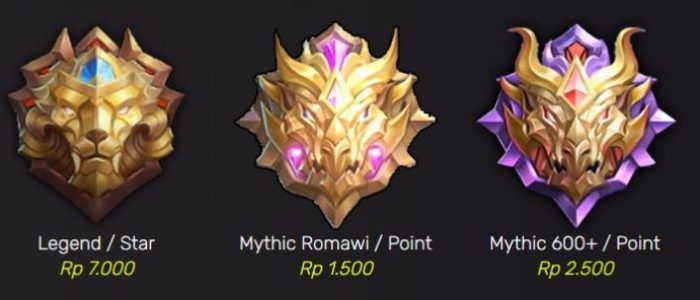 Legend / Star
Rp 7.000
Mythic Romawi / Point
Rp 1.500
Mythic 600+ / Point
Rp 2.500